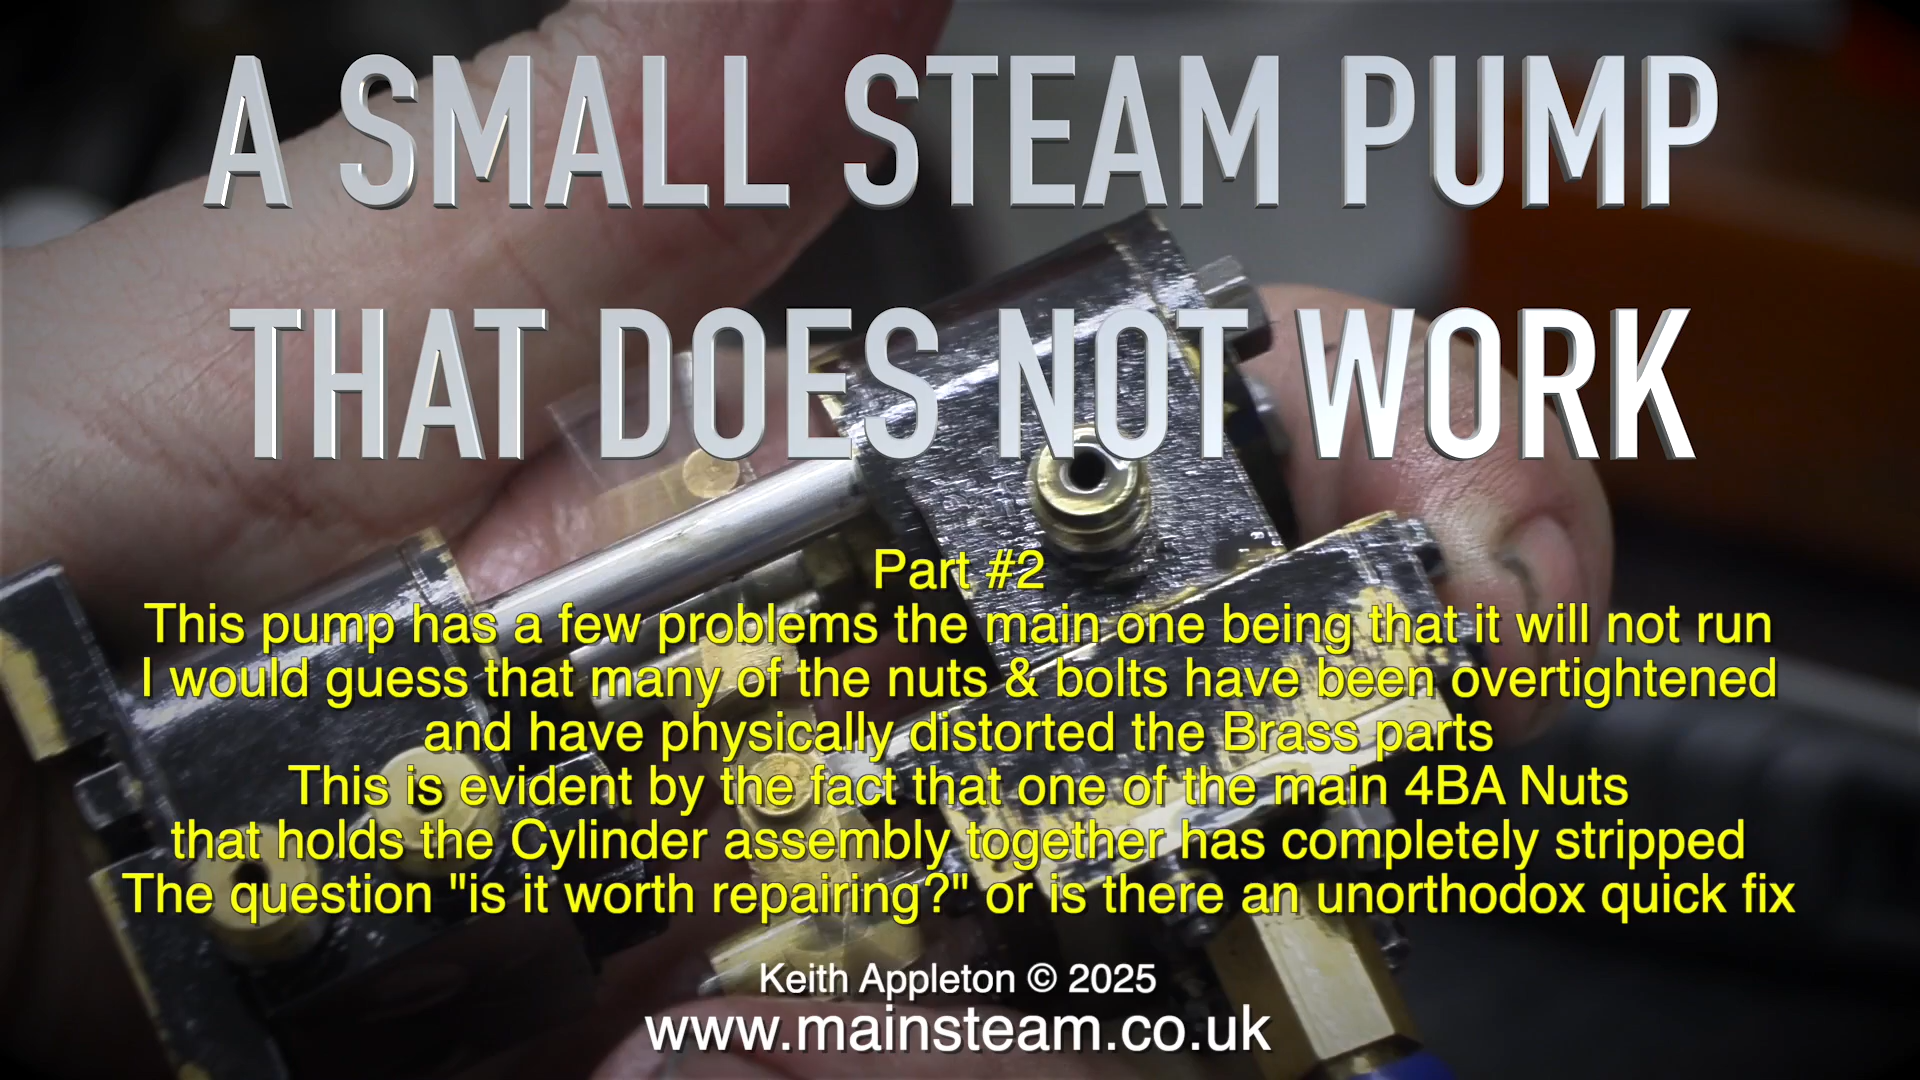 A SMALL STEAM PUMP
THAT DOES NOT WORK
Part #2
This pump has a few problems the main one being that it will not run
I would guess that many of the nuts & bolts have been overtightened
and have physically distorted the Brass parts
This is evident by the fact that one of the main 4BA Nuts
that holds the Cylinder assembly together has completely stripped
The question "is it worth repairing?" or is there an unorthodox quick fix
Keith Appleton © 2025
www.mainsteam.co.uk